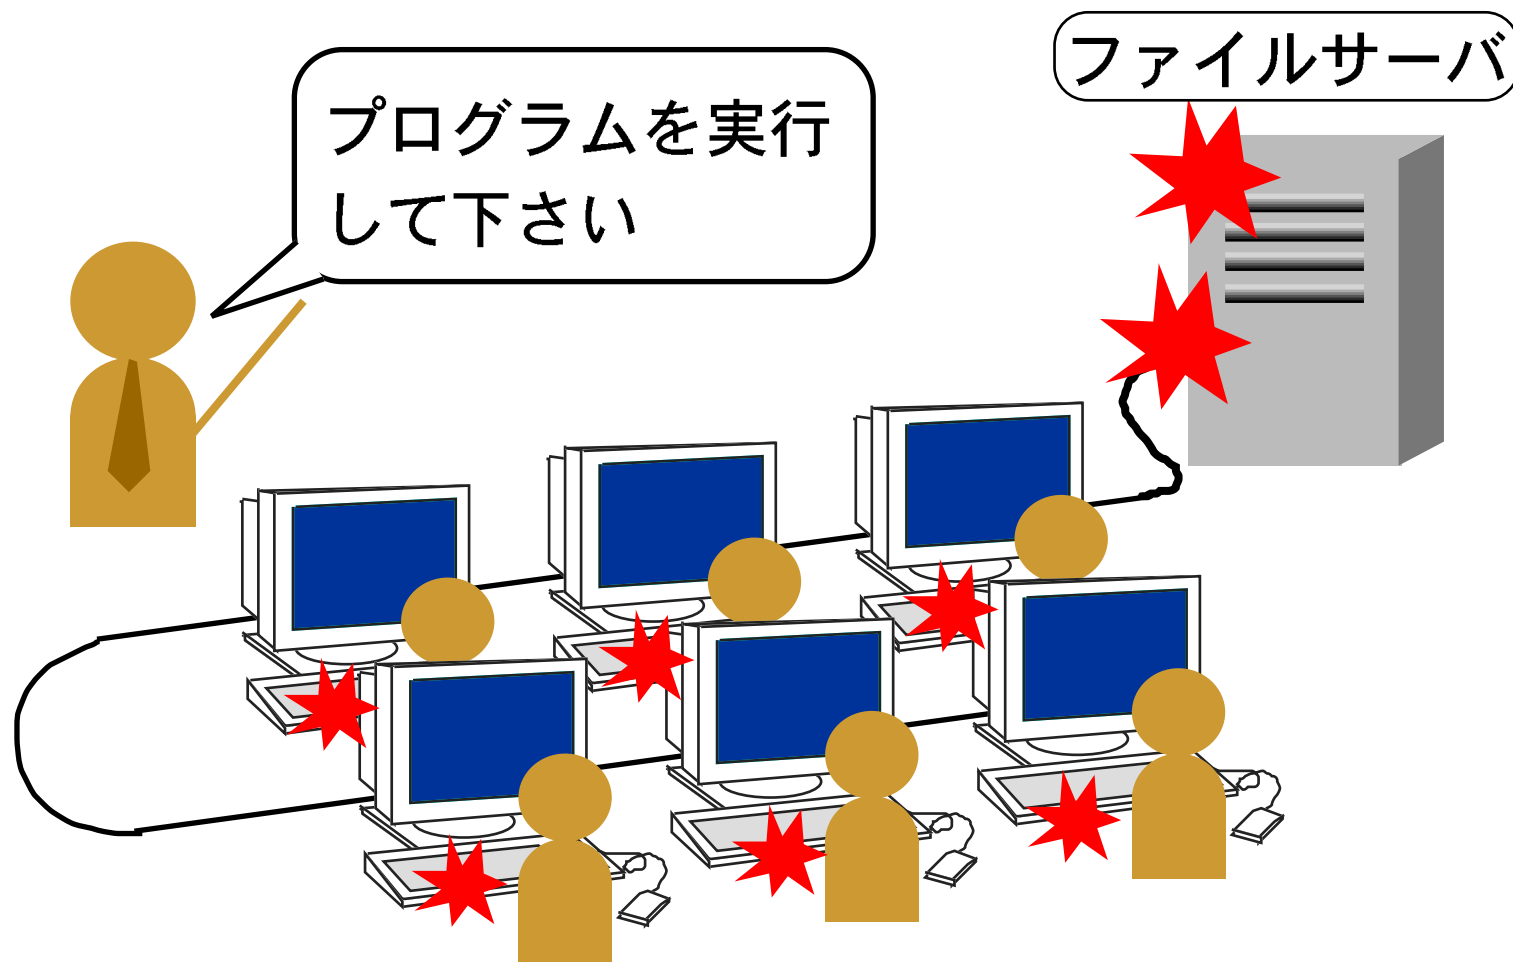 ファイルサーバ
プログラムを実行
して下さい